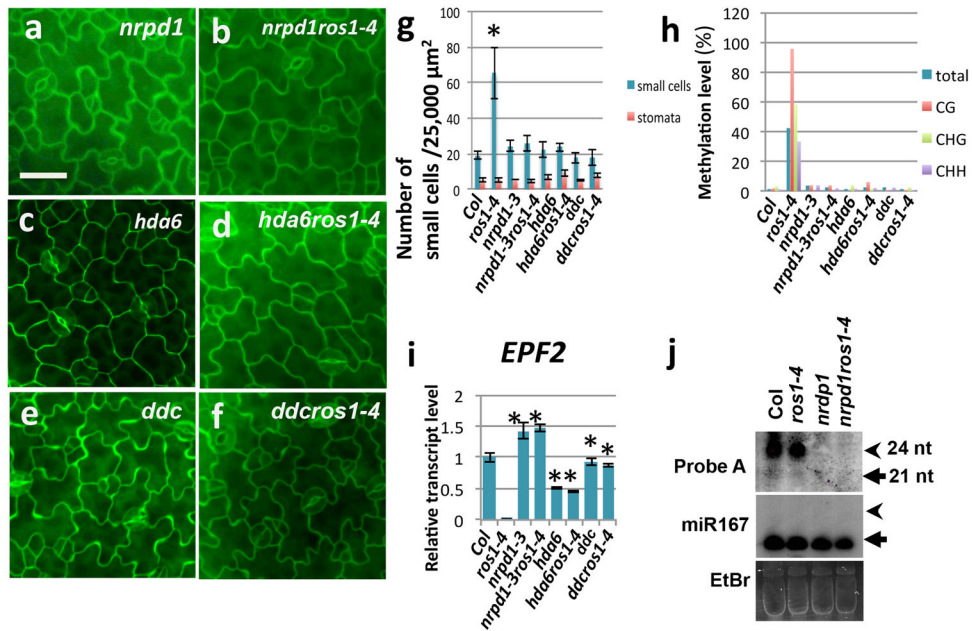 a nrpd1
b nrpd1ros1-4
c hda6
d hda6ros1-4
e ddc
f ddcros1-4
g
Number of
small cells /25,000 µm2
100
80
60
40
20
0
*
small cells
stomata
Col
ros1-4
nrpd1-3
nrpd1-3ros1-4
hda6
hda6ros1-4
ddc
ddcros1-4
h
Methylation level (%)
120
100
80
60
40
20
0
total
CG
CHG
CHH
Col
ros1-4
nrpd1-3
nrpd1-3ros1-4
hda6
hda6ros1-4
ddc
ddcros1-4
i
EPF2
Relative transcript level
2
1.5
1
0.5
0
* * * * * *
Col
ros1-4
nrpd1-3
nrpd1-3ros1-4
hda6
hda6ros1-4
ddc
ddcros1-4
j
Col
ros1-4
nrdp1
nrpd1ros1-4
Probe A
24 nt
21 nt
miR167
EtBr